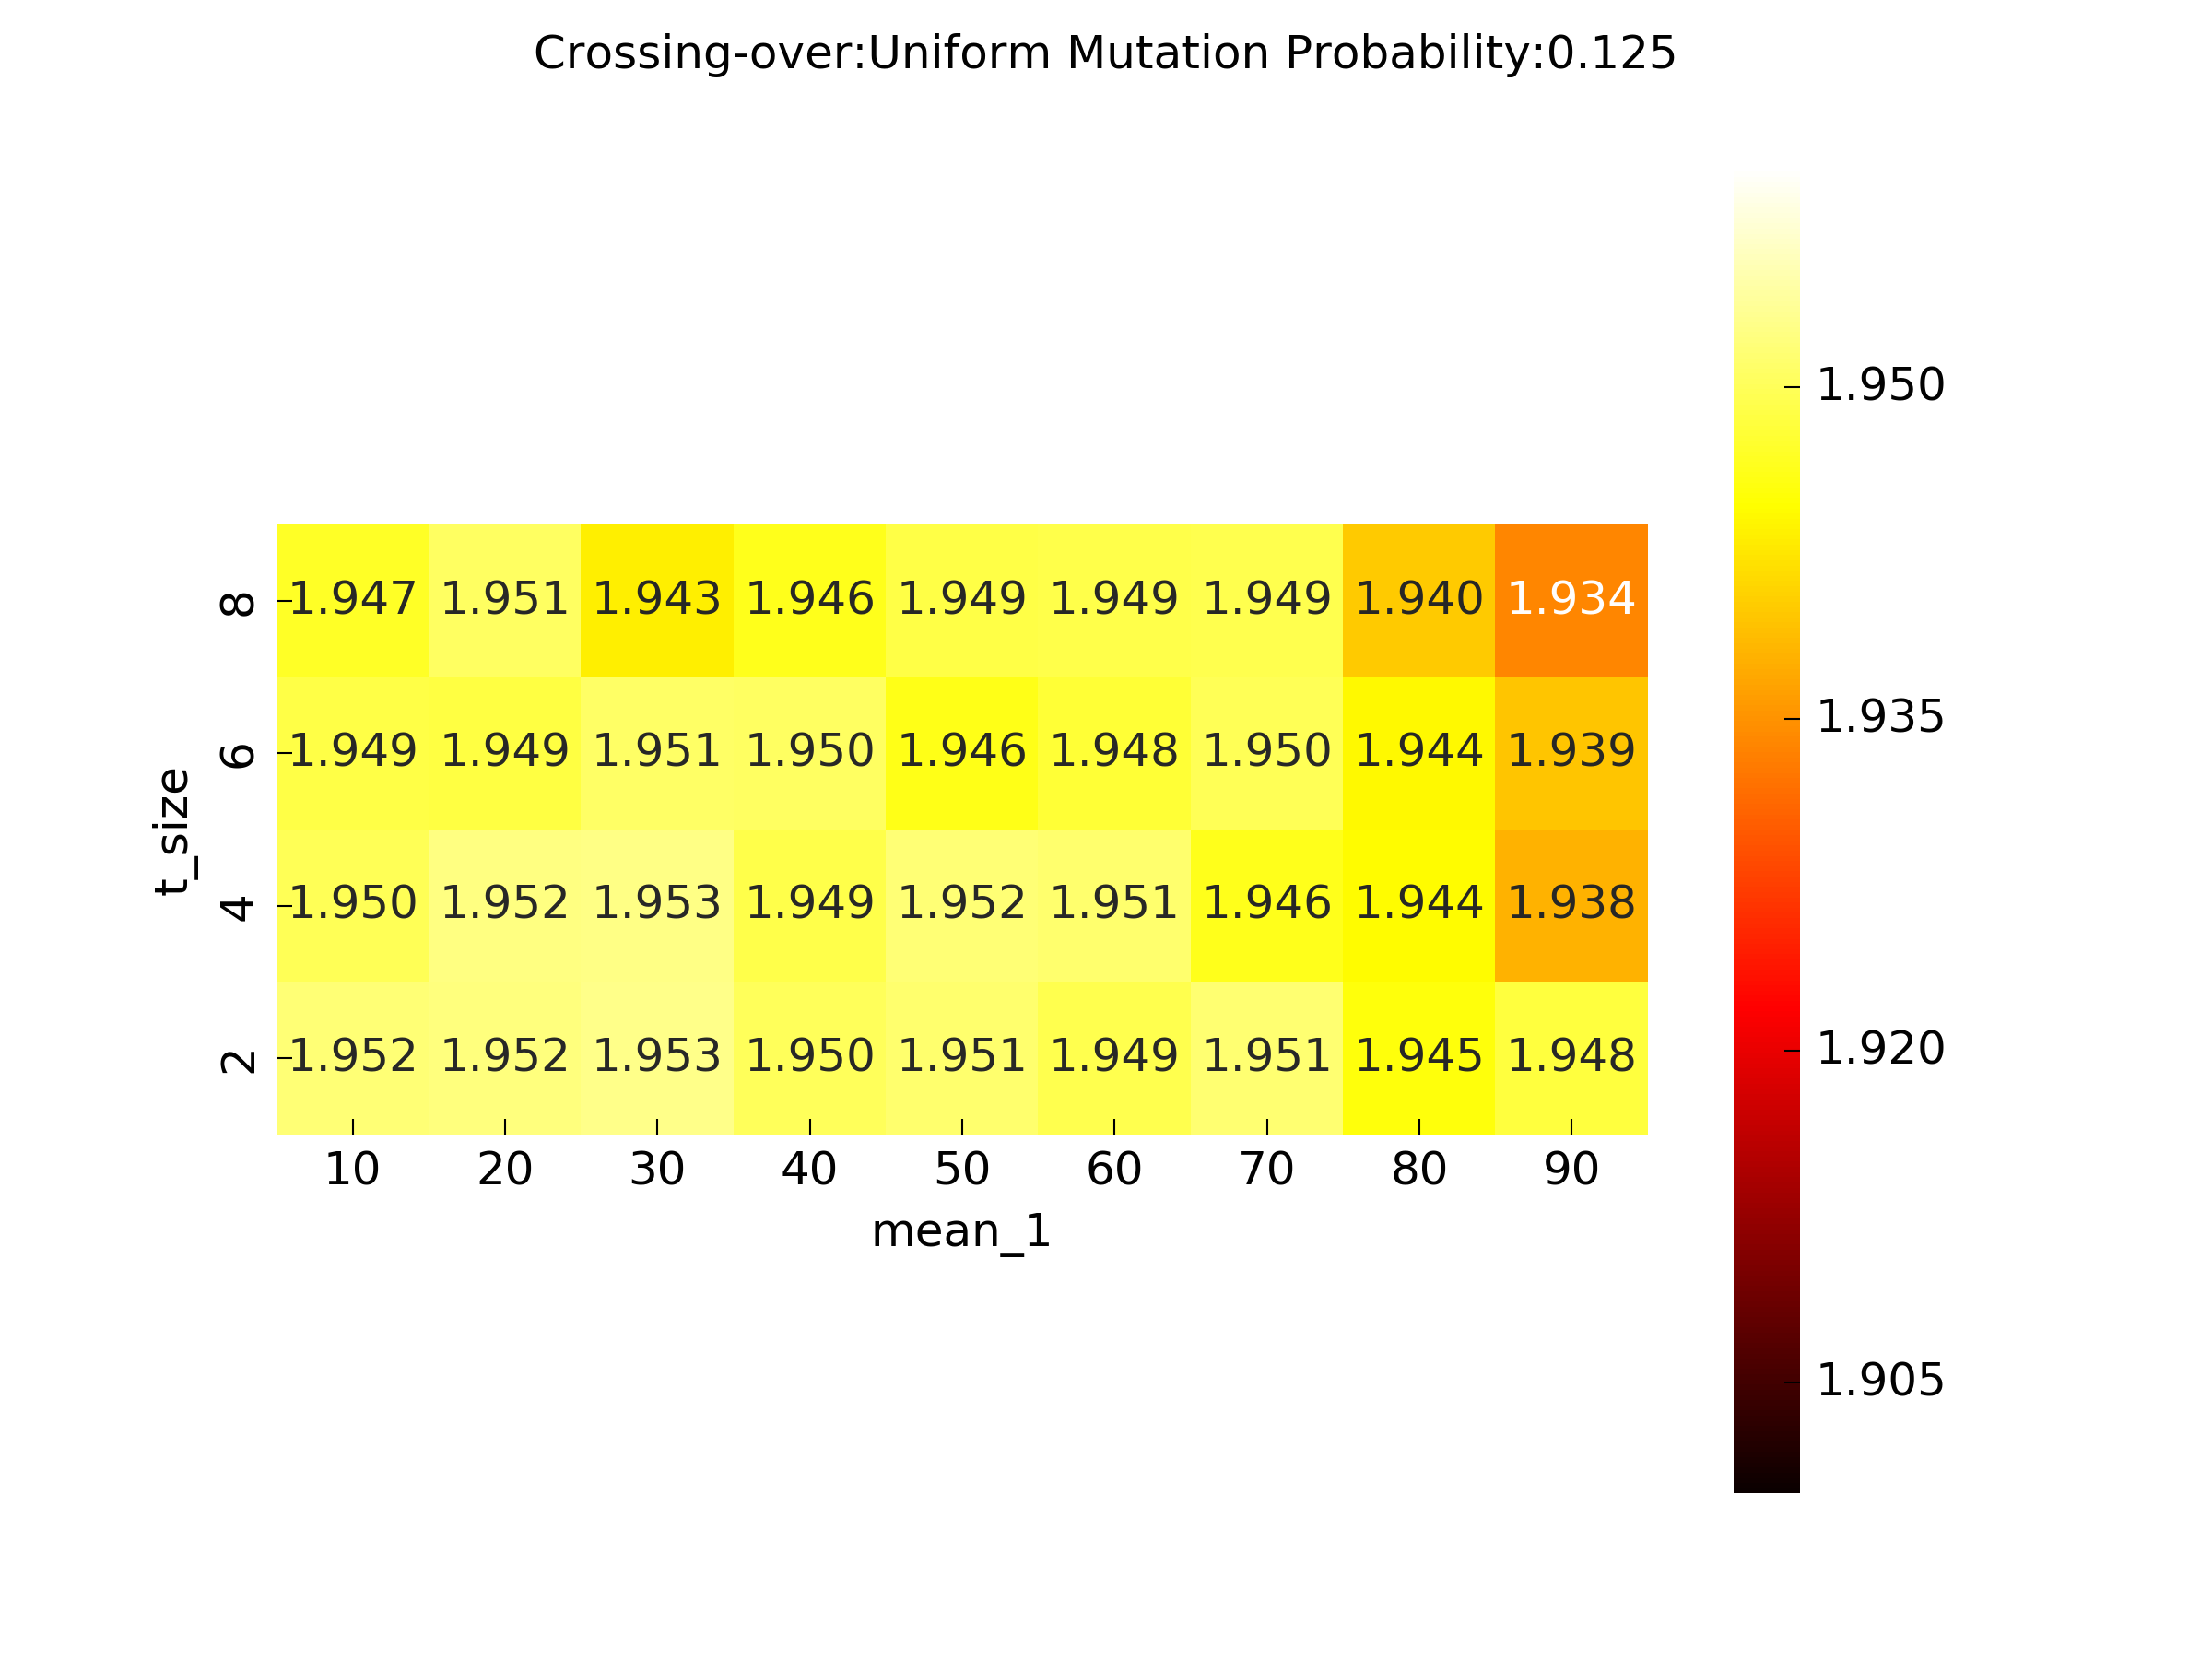 Crossing-over:Uniform Mutation Probability:0.125
8 1.947 1.951 1.943 1.946 1.949 1.949 1.949 1.940 1.934
6 1.949 1.949 1.951 1.950 1.946 1.948 1.950 1.944 1.939
4 1.950 1.952 1.953 1.949 1.952 1.951 1.946 1.944 1.938
2 1.952 1.952 1.953 1.950 1.951 1.949 1.951 1.945 1.948
10 20 30 40 50 60 70 80 90
mean_1
t_size
1.950
1.935
1.920
1.905